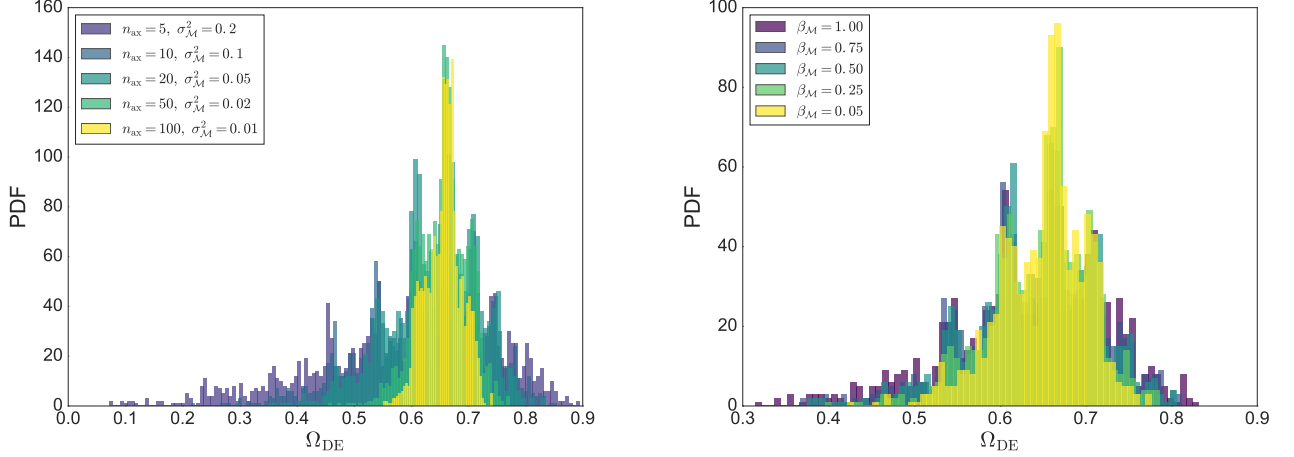 160
140
120
100
80
60
40
20
0
PDF
n_ax = 5, σ²_ℳ = 0.2
n_ax = 10, σ²_ℳ = 0.1
n_ax = 20, σ²_ℳ = 0.05
n_ax = 50, σ²_ℳ = 0.02
n_ax = 100, σ²_ℳ = 0.01
0.0 0.1 0.2 0.3 0.4 0.5 0.6 0.7 0.8 0.9
Ω_DE
100
80
60
40
20
0
PDF
β_ℳ = 1.00
β_ℳ = 0.75
β_ℳ = 0.50
β_ℳ = 0.25
β_ℳ = 0.05
0.3 0.4 0.5 0.6 0.7 0.8 0.9
Ω_DE